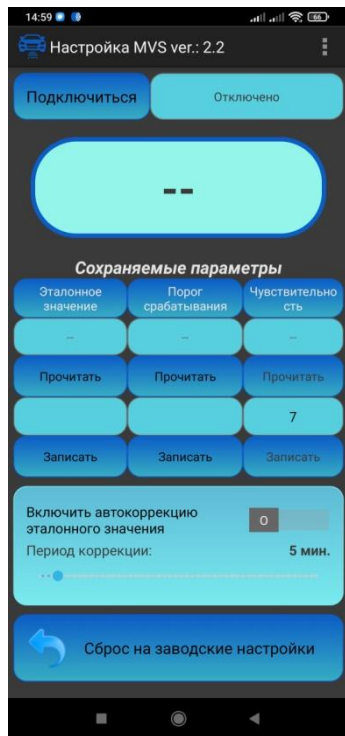 14:59
66
Настройка MVS ver.: 2.2
Подключиться
Отключено
--
Сохраняемые параметры
Эталонное значение
Порог срабатывания
Чувствительно
сть
--
--
--
Прочитать
Прочитать
Прочитать
7
Записать
Записать
Записать
Включить автокоррекцию
эталонного значения
O
Период коррекции:
5 мин.
Сброс на заводские настройки